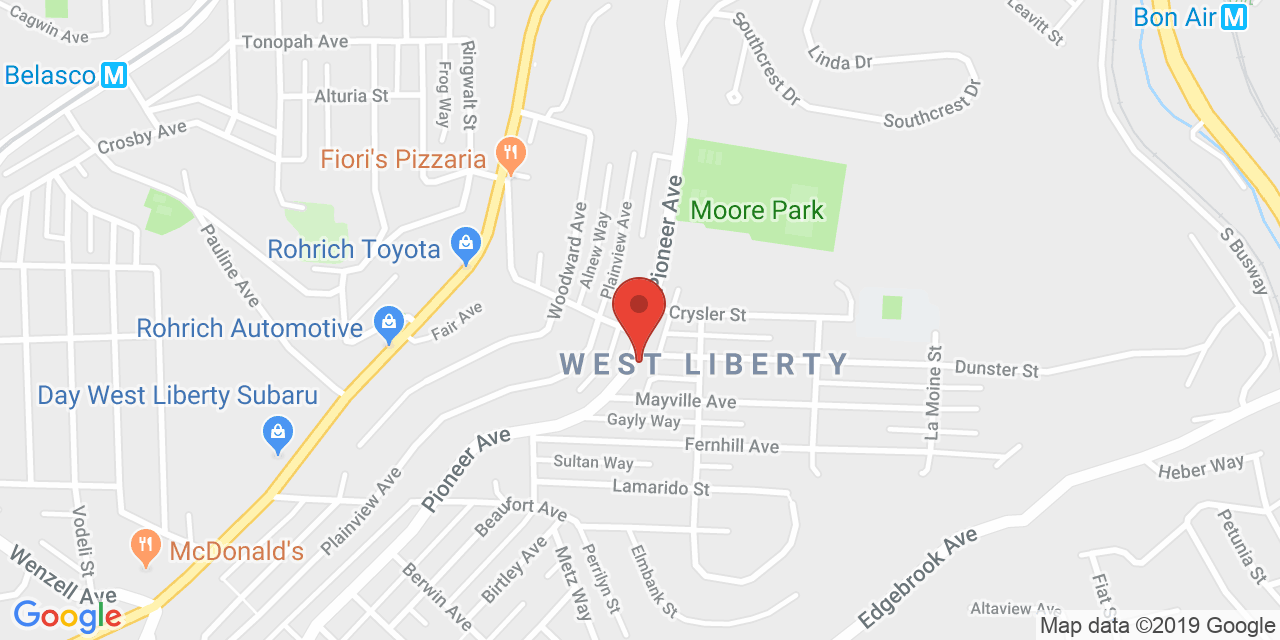 Cagwin Ave
Tonopah Ave
Ringwalt St
Frog Way
Belasco M
Alturia St
Crosby Ave
Southcrest Dr
Linda Dr
Southcrest Dr
Leavitt St
Bon Air M
Fiori's Pizzaria
Moore Park
Pioneer Ave
Woodward Ave
Alnew Way
Plainview Ave
Pauline Ave
Rohrich Toyota
S Busway
Rohrich Automotive
Fair Ave
Crysler St
WEST LIBERTY
Dunster St
La Moine St
Day West Liberty Subaru
Mayville Ave
Gayly Way
Fernhill Ave
Pioneer Ave
Sultan Way
Lamarido St
Heber Way
Plainview Ave
Beaufort Ave
Vodeli St
McDonald's
Wenzell Ave
Berwin Ave
Birtley Ave
Metz Way
Perrilyn St
Elmbank St
Edgebrook Ave
Petunia St
Fiat S
Altaview Ave
Google
Map data ©2019 Google